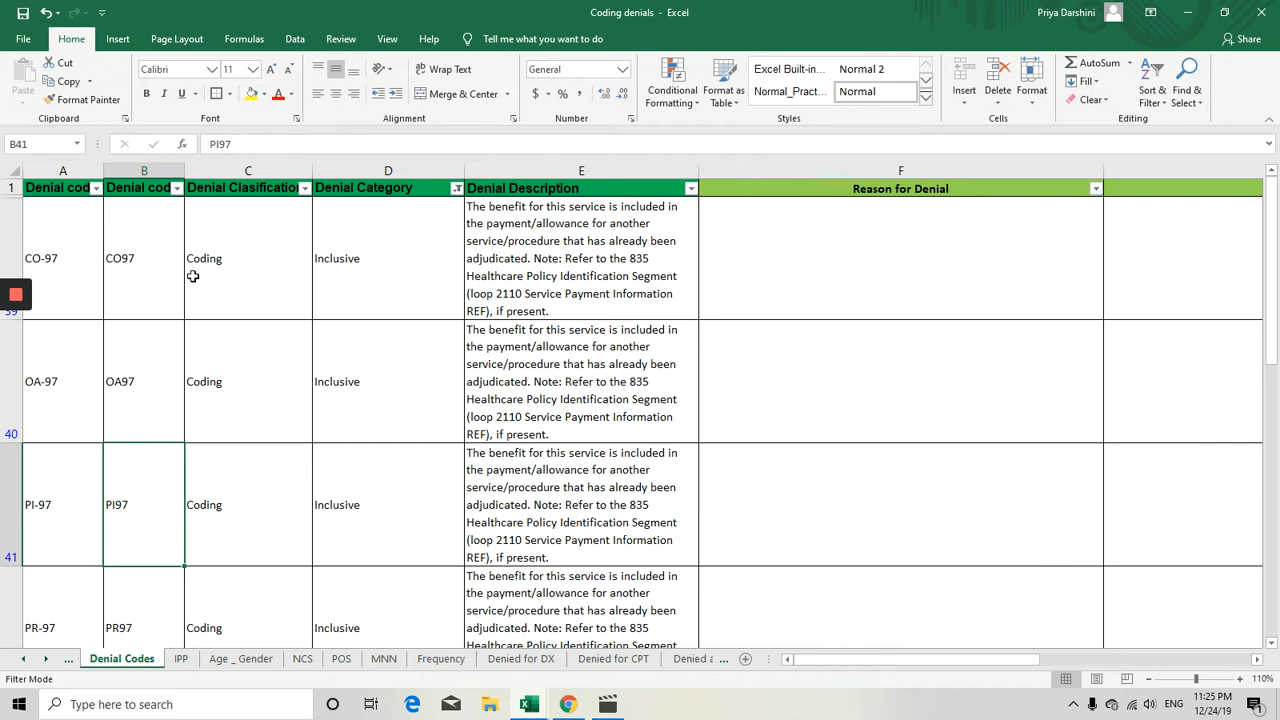 Coding denials - Excel
Priya Darshini
File Home Insert Page Layout Formulas Data Review View Help Tell me what you want to do Share
Paste
Cut
Copy
Format Painter
Clipboard
Calibri 11
B I U
Font
Wrap Text
Merge & Center
Alignment
General
$ % ,
Number
Conditional Formatting
Format as Table
Excel Built-in... Normal 2
Normal_Pract... Normal
Styles
Insert Delete Format
Cells
AutoSum
Fill
Clear
Sort & Filter
Find & Select
Editing
B41 fx PI97
A B C D E F
1 Denial cod Denial cod Denial Clasification Denial Category Denial Description Reason for Denial
39 CO-97 CO97 Coding Inclusive
The benefit for this service is included in
the payment/allowance for another
service/procedure that has already been
adjudicated. Note: Refer to the 835
Healthcare Policy Identification Segment
(loop 2110 Service Payment Information
REF), if present.
40 OA-97 OA97 Coding Inclusive
The benefit for this service is included in
the payment/allowance for another
service/procedure that has already been
adjudicated. Note: Refer to the 835
Healthcare Policy Identification Segment
(loop 2110 Service Payment Information
REF), if present.
41 PI-97 PI97 Coding Inclusive
The benefit for this service is included in
the payment/allowance for another
service/procedure that has already been
adjudicated. Note: Refer to the 835
Healthcare Policy Identification Segment
(loop 2110 Service Payment Information
REF), if present.
PR-97 PR97 Coding Inclusive
The benefit for this service is included in
the payment/allowance for another
service/procedure that has already been
adjudicated. Note: Refer to the 835
Healthcare Policy Identification Segment
... Denial Codes IPP Age _ Gender NCS POS MNN Frequency Denied for DX Denied for CPT Denied a ...
Filter Mode 110%
Type here to search
ENG
11:25 PM
12/24/19